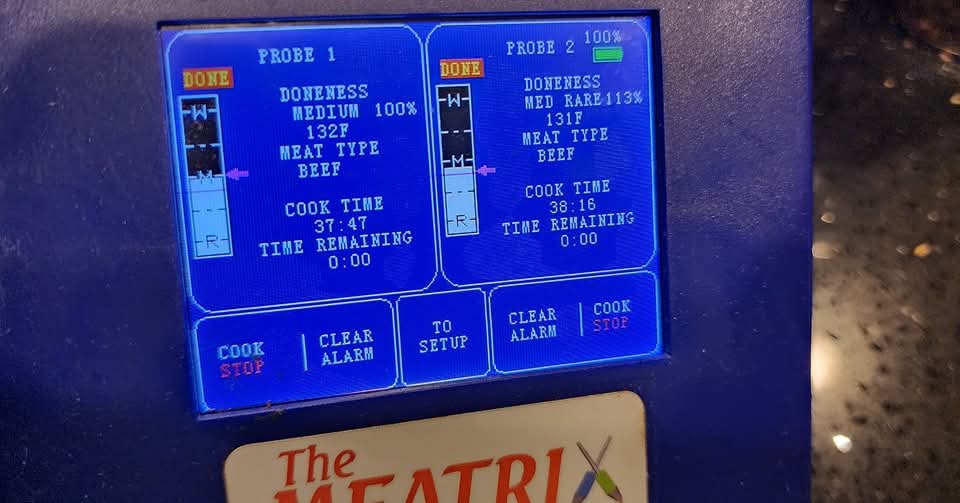 PROBE 1
DONE
DONENESS
MEDIUM 100%
132F
MEAT TYPE
BEEF
COOK TIME
37:47
TIME REMAINING
0:00
W
M
R
100%
PROBE 2
DONE
DONENESS
MED RARE 113%
131F
MEAT TYPE
BEEF
COOK TIME
38:16
TIME REMAINING
0:00
W
M
R
COOK
STOP
CLEAR
ALARM
TO
SETUP
CLEAR
ALARM
COOK
STOP
The
MEATRIX